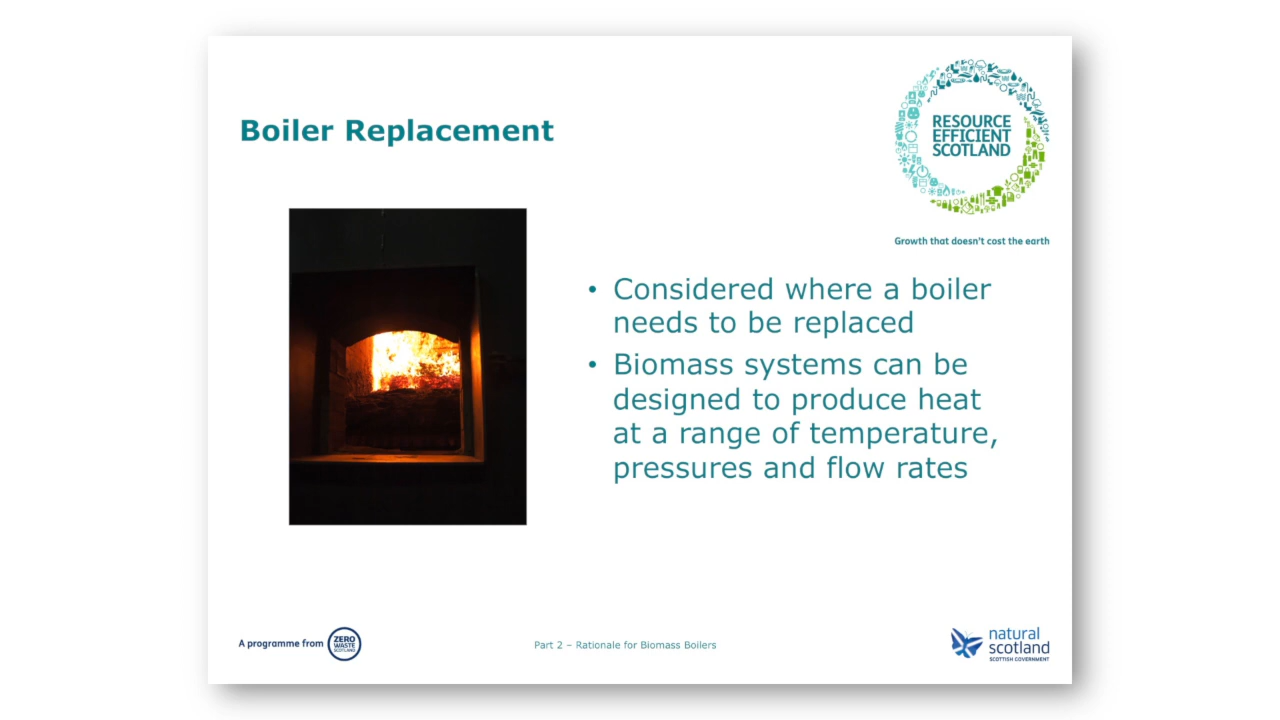 Boiler Replacement
RESOURCE
EFFICIENT
SCOTLAND
Growth that doesn't cost the earth
• Considered where a boiler
needs to be replaced
• Biomass systems can be
designed to produce heat
at a range of temperature,
pressures and flow rates
A programme from
ZERO
WASTE
SCOTLAND
Part 2 – Rationale for Biomass Boilers
natural
scotland
SCOTTISH GOVERNMENT